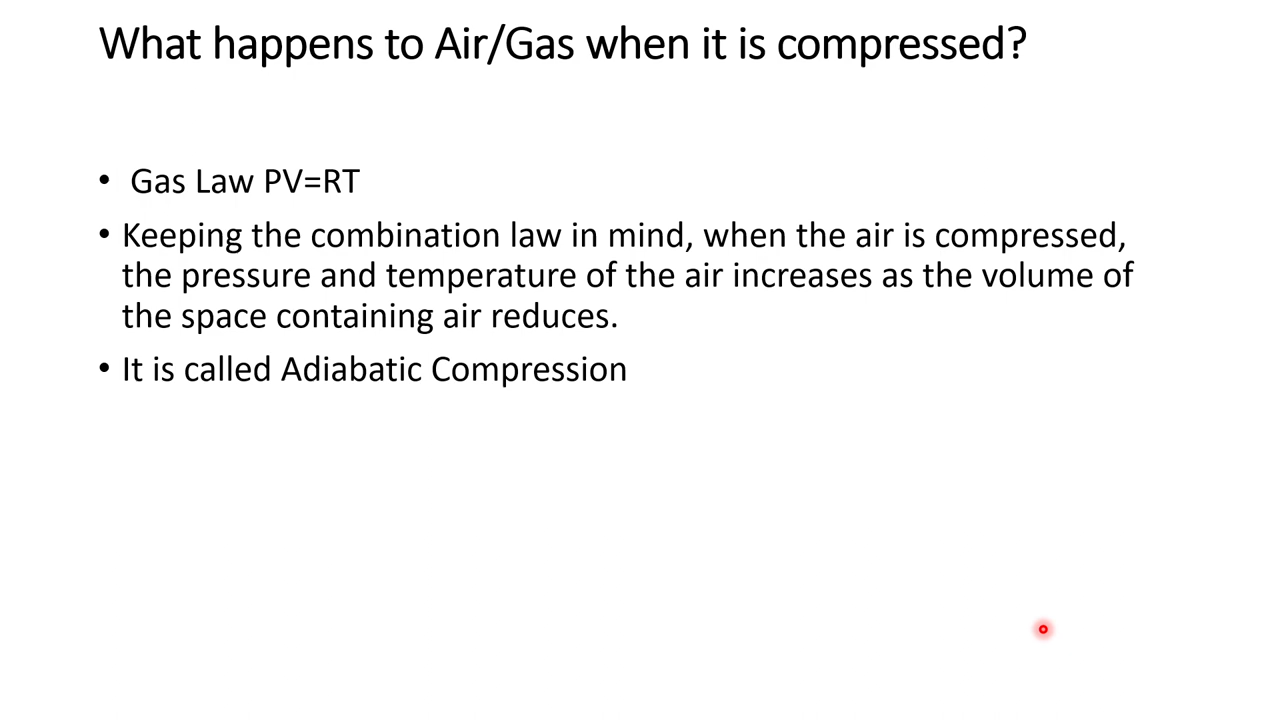 What happens to Air/Gas when it is compressed?
• Gas Law PV=RT
• Keeping the combination law in mind, when the air is compressed,
the pressure and temperature of the air increases as the volume of
the space containing air reduces.
• It is called Adiabatic Compression